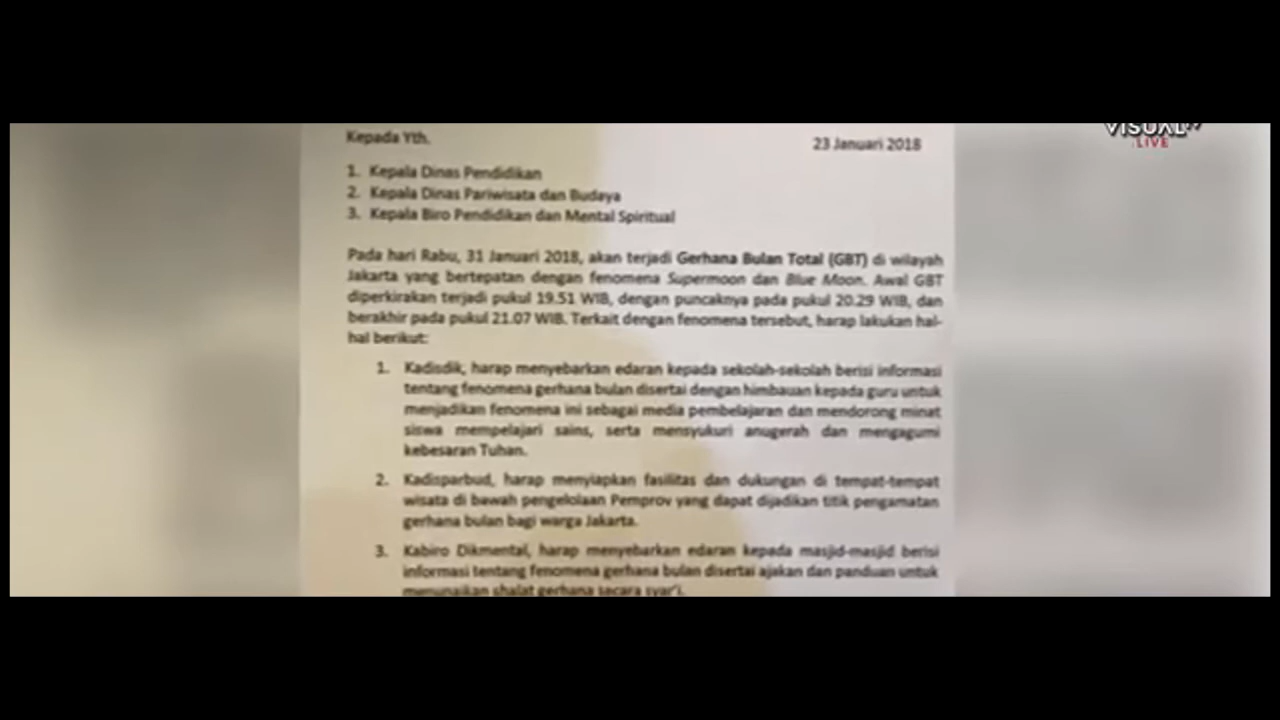 VISUAL TV
LIVE
Kepada Yth.
23 Januari 2018
1. Kepala Dinas Pendidikan
2. Kepala Dinas Pariwisata dan Budaya
3. Kepala Biro Pendidikan dan Mental Spiritual
Pada hari Rabu, 31 Januari 2018, akan terjadi Gerhana Bulan Total (GBT) di wilayah
Jakarta yang bertepatan dengan fenomena Supermoon dan Blue Moon. Awal GBT
diperkirakan terjadi pukul 19.51 WIB, dengan puncaknya pada pukul 20.29 WIB, dan
berakhir pada pukul 21.07 WIB. Terkait dengan fenomena tersebut, harap lakukan hal-
hal berikut:
1. Kadisdik, harap menyebarkan edaran kepada sekolah-sekolah berisi informasi
tentang fenomena gerhana bulan disertai dengan himbauan kepada guru untuk
menjadikan fenomena ini sebagai media pembelajaran dan mendorong minat
siswa mempelajari sains, serta mensyukuri anugerah dan mengagumi
kebesaran Tuhan.
2. Kadisparbud, harap menyiapkan fasilitas dan dukungan di tempat-tempat
wisata di bawah pengelolaan Pemprov yang dapat dijadikan titik pengamatan
gerhana bulan bagi warga Jakarta.
3. Kabiro Dikmental, harap menyebarkan edaran kepada masjid-masjid berisi
informasi tentang fenomena gerhana bulan disertai ajakan dan panduan untuk
menunaikan shalat gerhana secara syar'i.